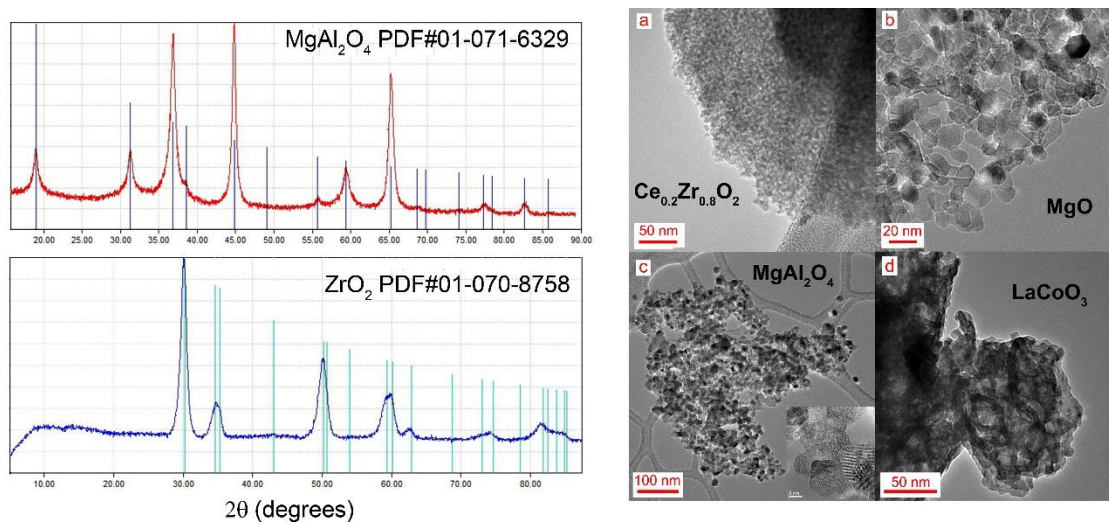 MgAl₂O₄ PDF#01-071-6329
20.00 25.00 30.00 35.00 40.00 45.00 50.00 55.00 60.00 65.00 70.00 75.00 80.00 85.00 90.00
ZrO₂ PDF#01-070-8758
10.00 20.00 30.00 40.00 50.00 60.00 70.00 80.00
2θ (degrees)
a
Ce₀.₂Zr₀.₈O₂
50 nm
b
MgO
20 nm
c
MgAl₂O₄
100 nm
d
LaCoO₃
50 nm